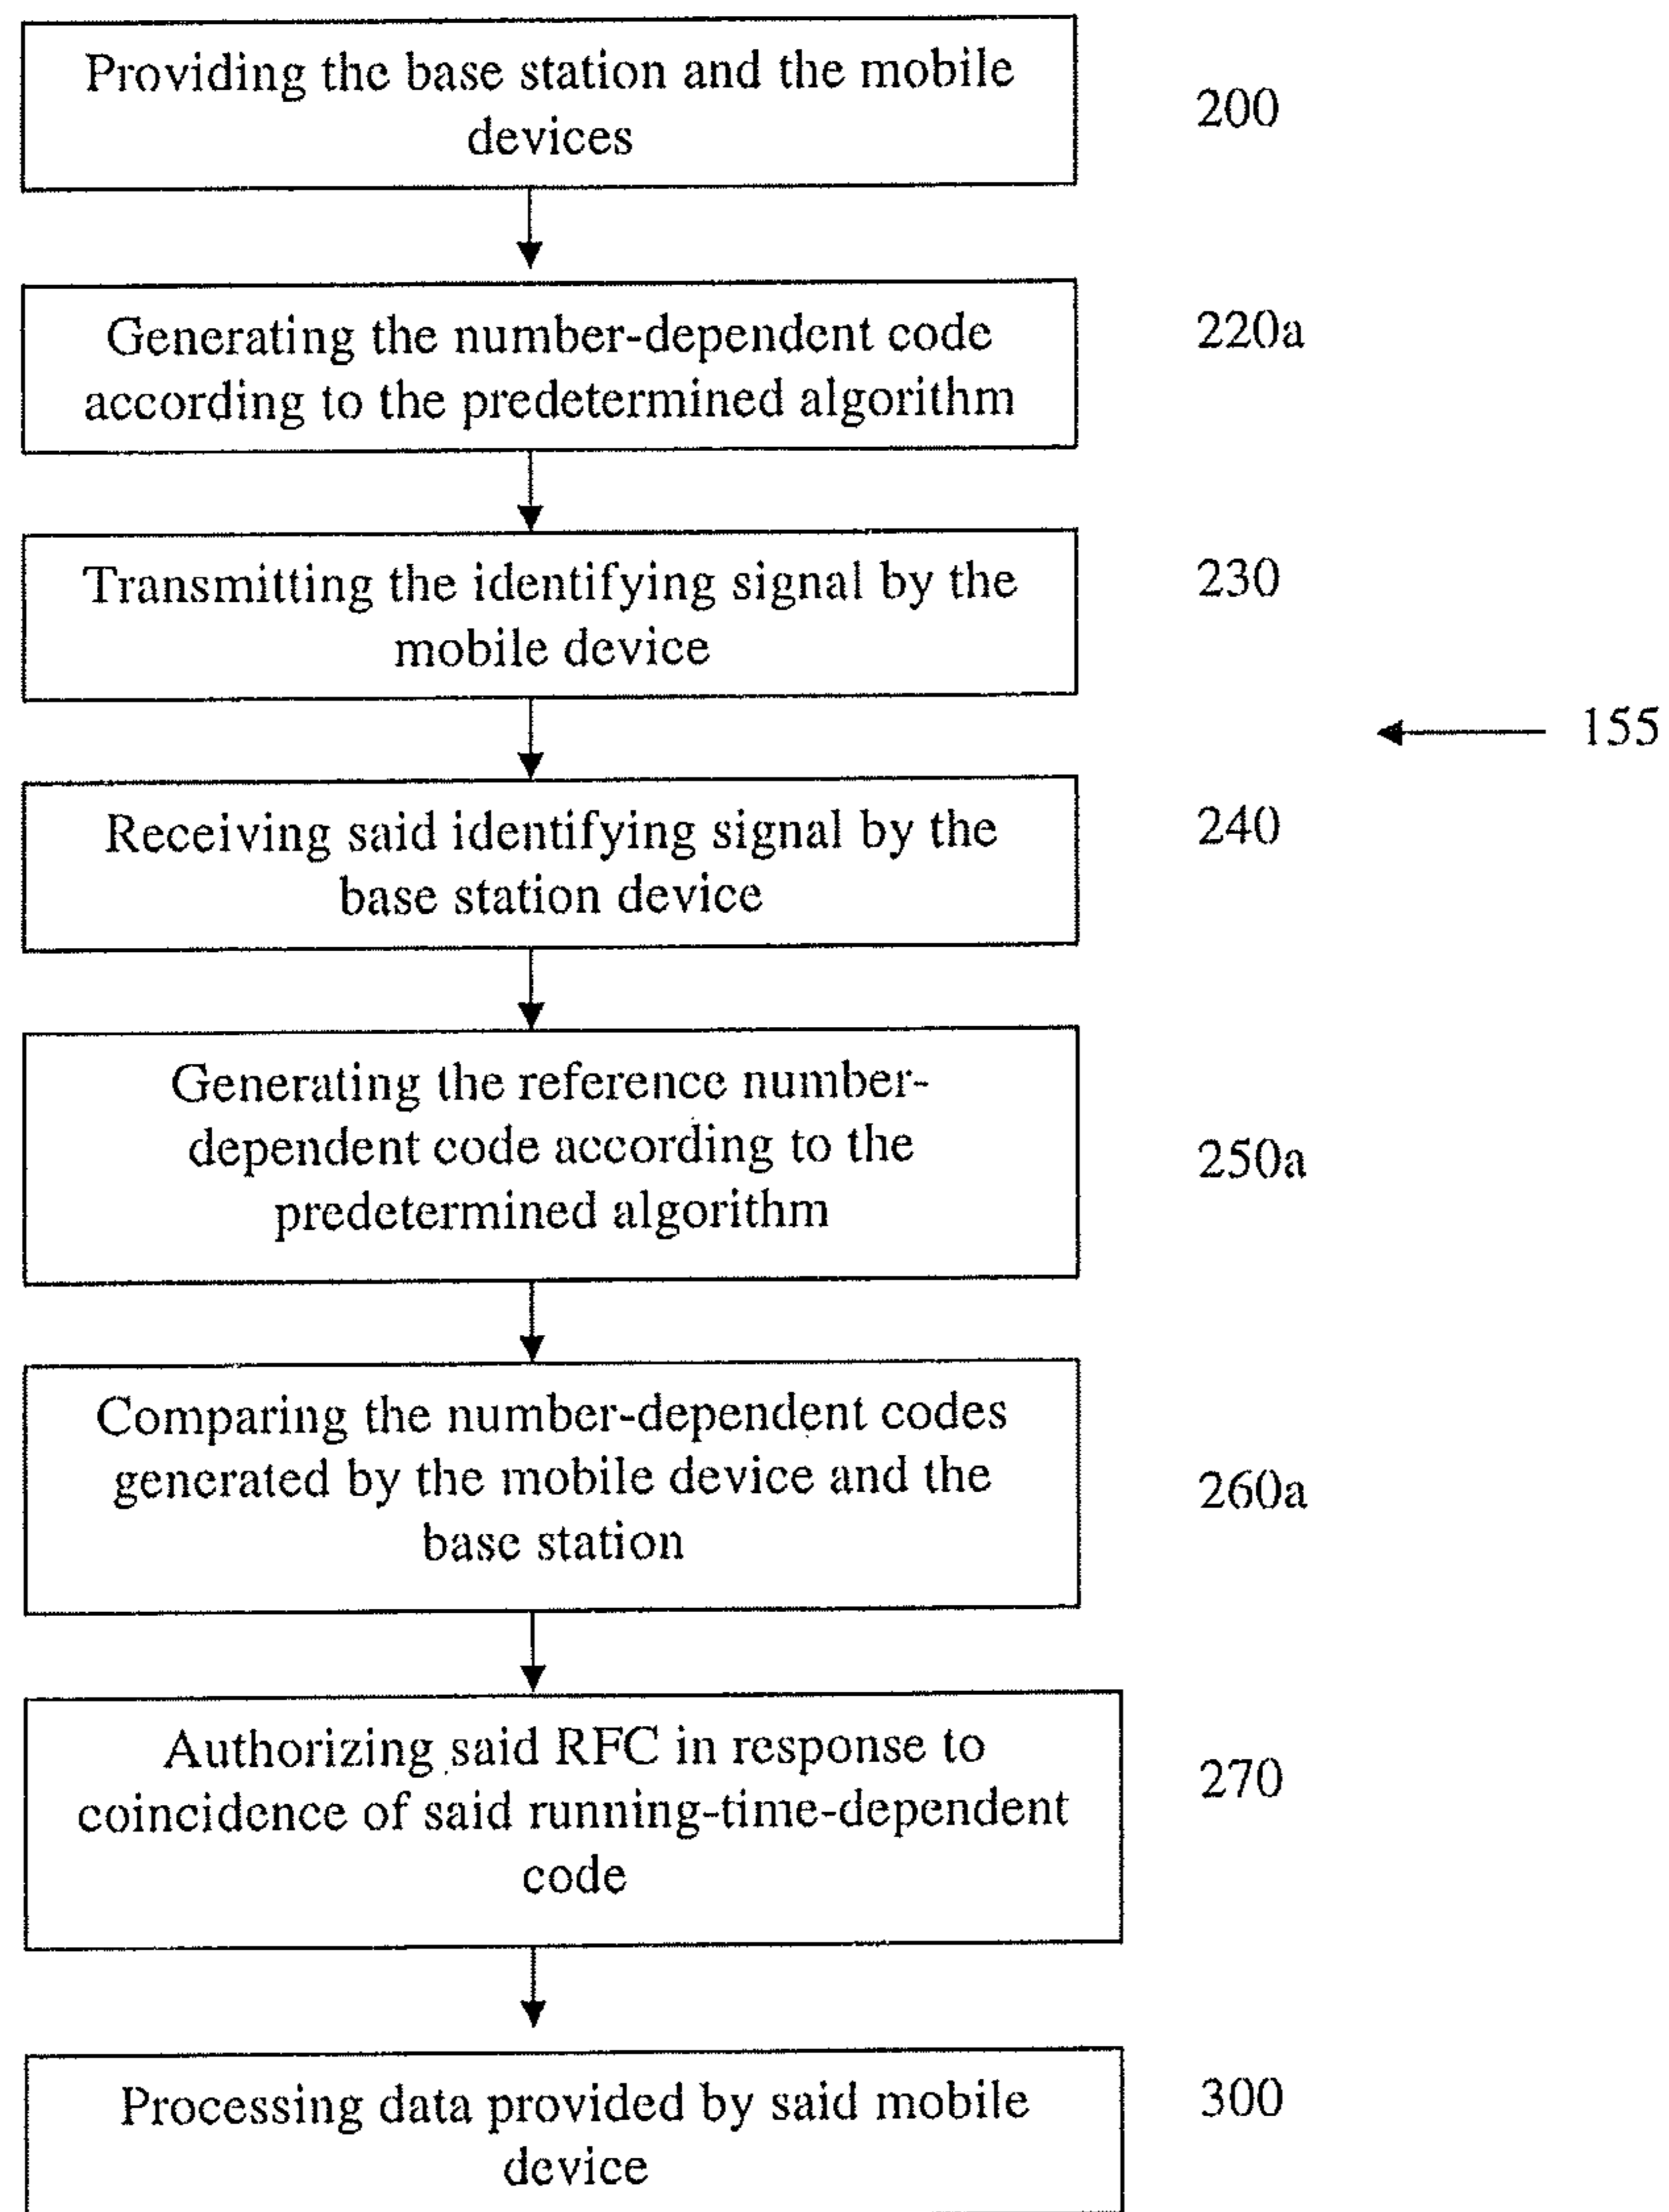 Providing the base station and the mobile
devices
200
Generating the number-dependent code
according to the predetermined algorithm
220a
Transmitting the identifying signal by the
mobile device
230
155
Receiving said identifying signal by the
base station device
240
Generating the reference number-
dependent code according to the
predetermined algorithm
250a
Comparing the number-dependent codes
generated by the mobile device and the
base station
260a
Authorizing said RFC in response to
coincidence of said running-time-dependent
code
270
Processing data provided by said mobile
device
300